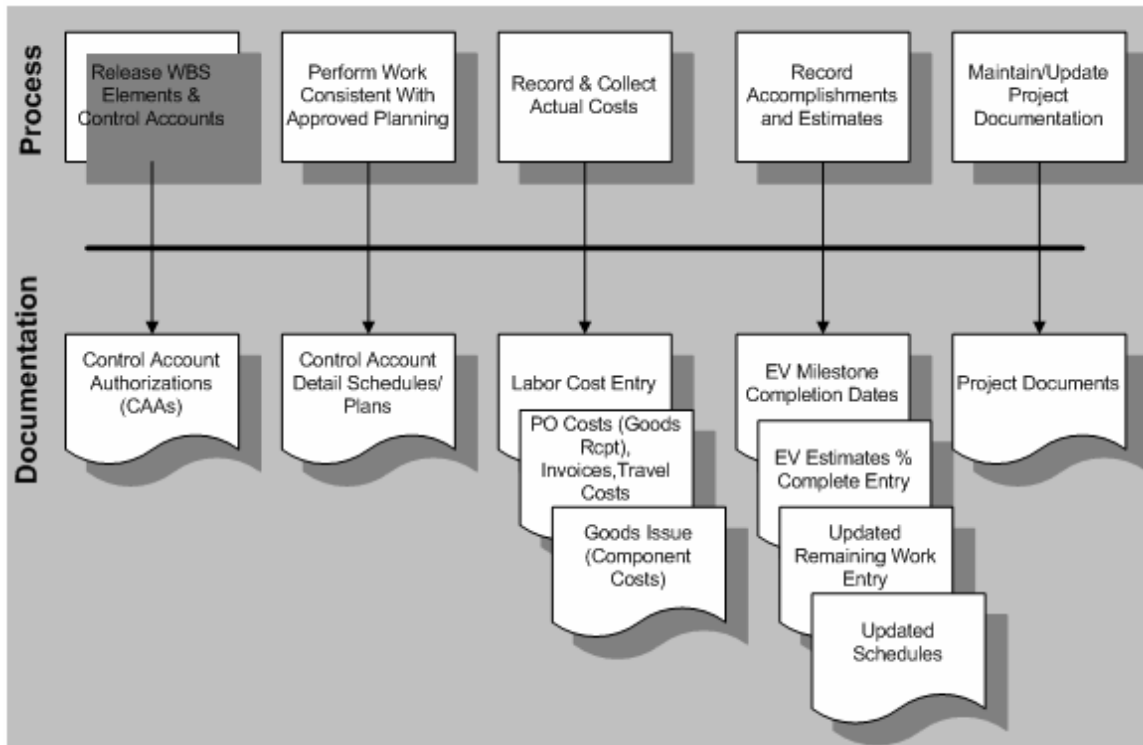 Process
Release WBS
Elements &
Control Accounts
Perform Work
Consistent With
Approved Planning
Record & Collect
Actual Costs
Record
Accomplishments
and Estimates
Maintain/Update
Project
Documentation
Documentation
Control Account
Authorizations
(CAAs)
Control Account
Detail Schedules/
Plans
Labor Cost Entry
PO Costs (Goods
Rcpt),
Invoices,Travel
Costs
Goods Issue
(Component
Costs)
EV Milestone
Completion Dates
EV Estimates %
Complete Entry
Updated
Remaining Work
Entry
Updated
Schedules
Project Documents